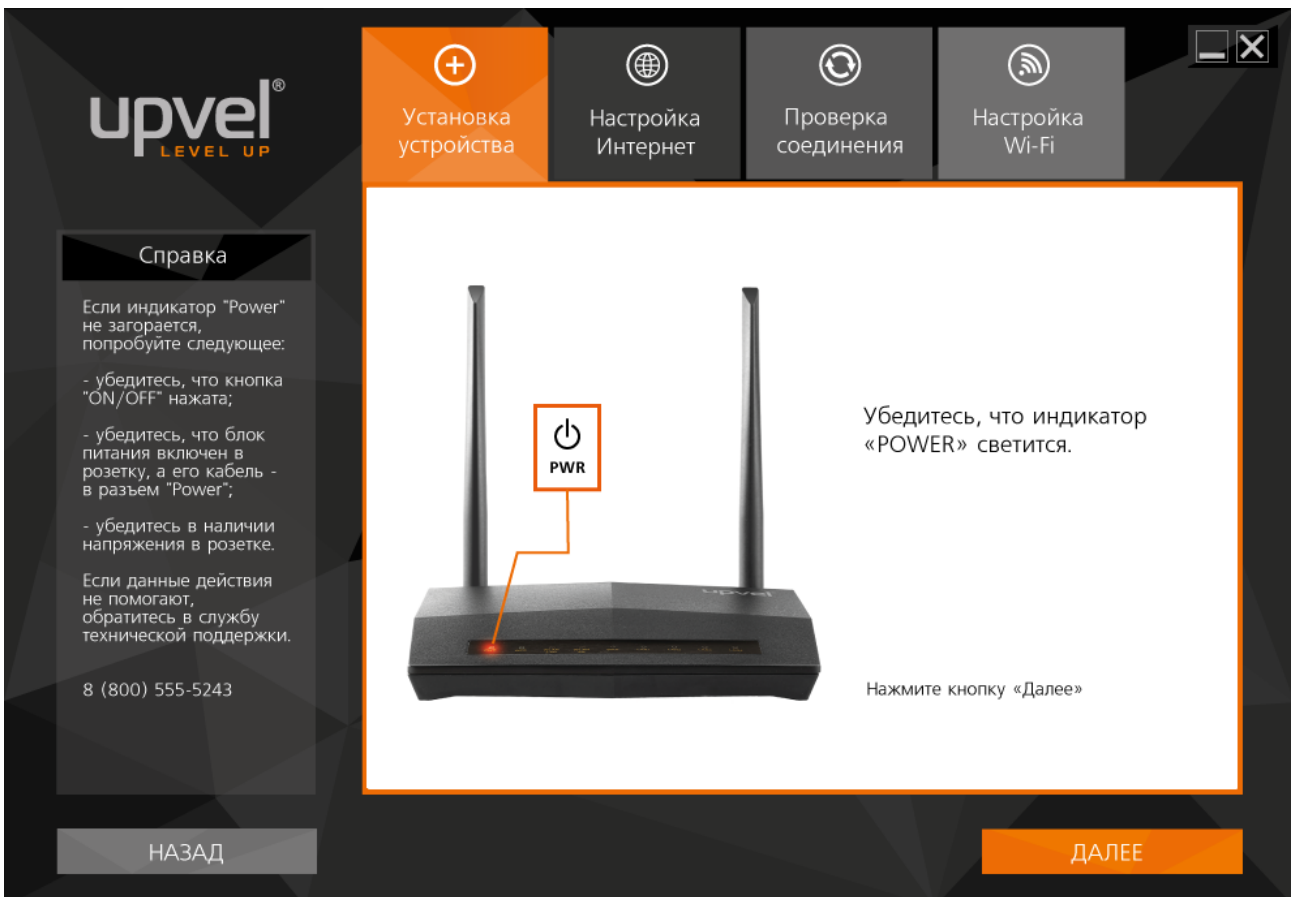 upvel®
LEVEL UP
Установка
устройства
Настройка
Интернет
Проверка
соединения
Настройка
Wi-Fi
Справка
Если индикатор "Power"
не загорается,
попробуйте следующее:
- убедитесь, что кнопка
"ON/OFF" нажата;
- убедитесь, что блок
питания включен в
розетку, а его кабель -
в разъем "Power";
- убедитесь в наличии
напряжения в розетке.
Если данные действия
не помогают,
обратитесь в службу
технической поддержки.
8 (800) 555-5243
PWR
upvel
Убедитесь, что индикатор
«POWER» светится.
Нажмите кнопку «Далее»
НАЗАД
ДАЛЕЕ